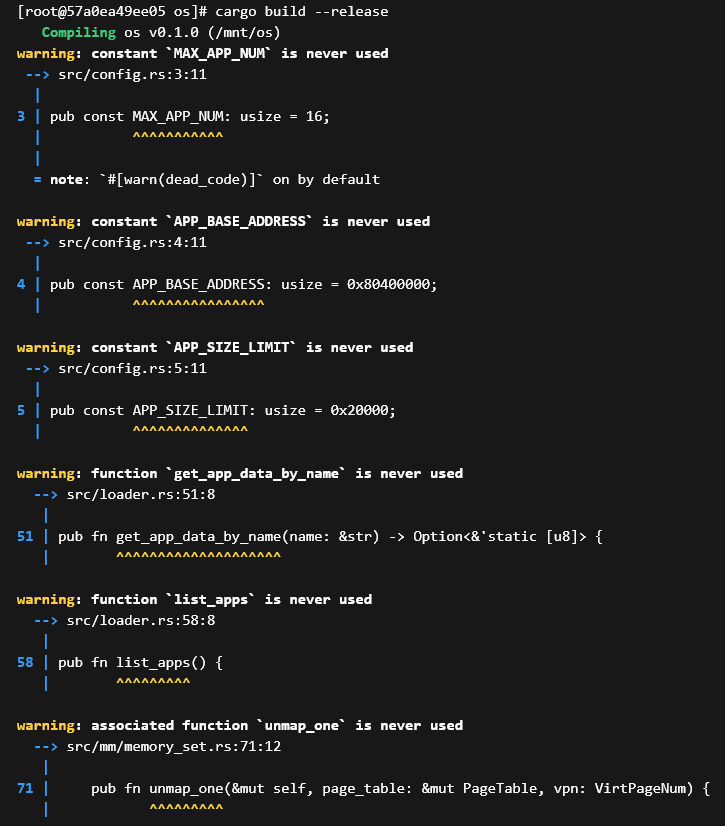 [root@57a0ea49ee05 os]# cargo build --release
   Compiling os v0.1.0 (/mnt/os)
warning: constant `MAX_APP_NUM` is never used
 --> src/config.rs:3:11
  |
3 | pub const MAX_APP_NUM: usize = 16;
  |           ^^^^^^^^^^^
  |
  = note: `#[warn(dead_code)]` on by default

warning: constant `APP_BASE_ADDRESS` is never used
 --> src/config.rs:4:11
  |
4 | pub const APP_BASE_ADDRESS: usize = 0x80400000;
  |           ^^^^^^^^^^^^^^^^

warning: constant `APP_SIZE_LIMIT` is never used
 --> src/config.rs:5:11
  |
5 | pub const APP_SIZE_LIMIT: usize = 0x20000;
  |           ^^^^^^^^^^^^^^

warning: function `get_app_data_by_name` is never used
  --> src/loader.rs:51:8
   |
51 | pub fn get_app_data_by_name(name: &str) -> Option<&'static [u8]> {
   |        ^^^^^^^^^^^^^^^^^^^^

warning: function `list_apps` is never used
  --> src/loader.rs:58:8
   |
58 | pub fn list_apps() {
   |        ^^^^^^^^^

warning: associated function `unmap_one` is never used
  --> src/mm/memory_set.rs:71:12
   |
71 |     pub fn unmap_one(&mut self, page_table: &mut PageTable, vpn: VirtPageNum) {
   |            ^^^^^^^^^